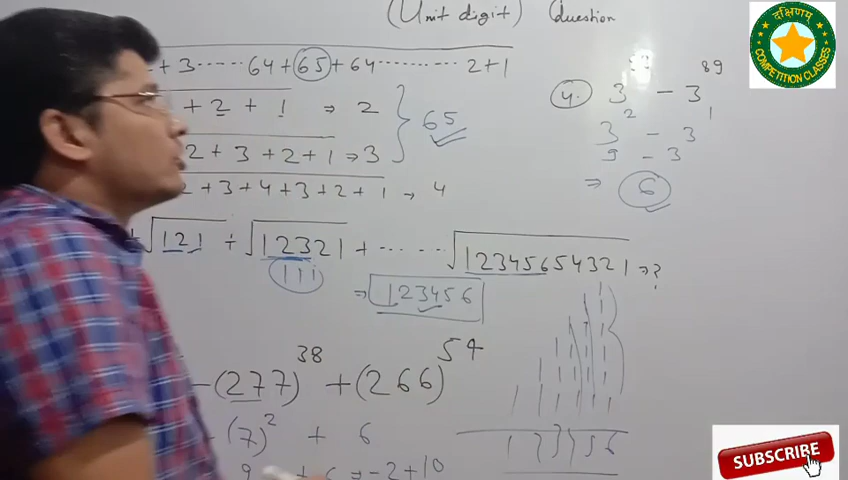 (Unit digit) Question
+ 3 ...... 64 + 65 + 64 ........... 2+1
+ 2 + 1 ⇒ 2
2 + 3 + 2 + 1 ⇒ 3
65
2 + 3 + 4 + 3 + 2 + 1 → 4
+ √121 + √12321 + ...... √12345654321 ⇒ ?
111
⇒ 123456
- (277)^38 + (266)^54
- (7)^2 + 6
9 + 6 ⇒ -2+10
123456
4. 3 - 3^89
3^2 - 3^1
9 - 3
⇒ 6
दक्षिणम्
COMPETITION CLASSES
SUBSCRIBE